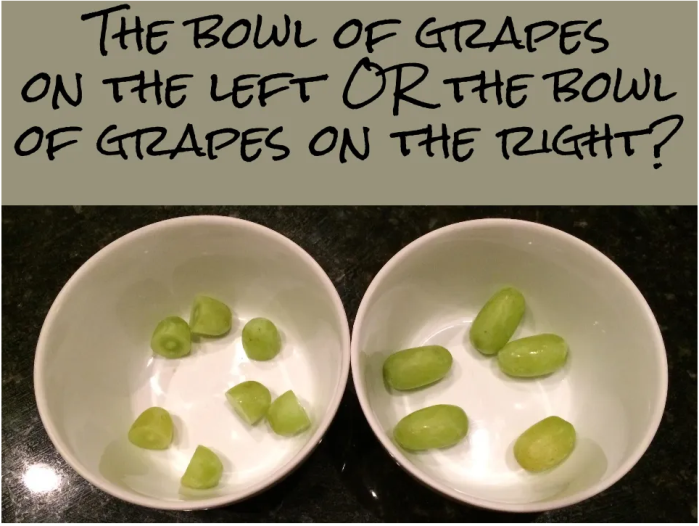 The bowl of grapes
on the left OR the bowl
of grapes on the right?